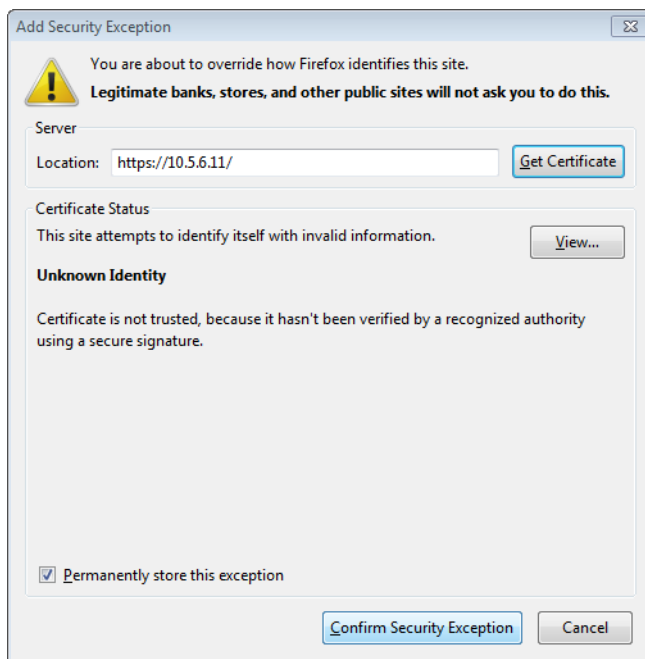 Add Security Exception
You are about to override how Firefox identifies this site.
Legitimate banks, stores, and other public sites will not ask you to do this.
Server
Location: https://10.5.6.11/ Get Certificate
Certificate Status
This site attempts to identify itself with invalid information. View...
Unknown Identity
Certificate is not trusted, because it hasn't been verified by a recognized authority
using a secure signature.
Permanently store this exception
Confirm Security Exception Cancel